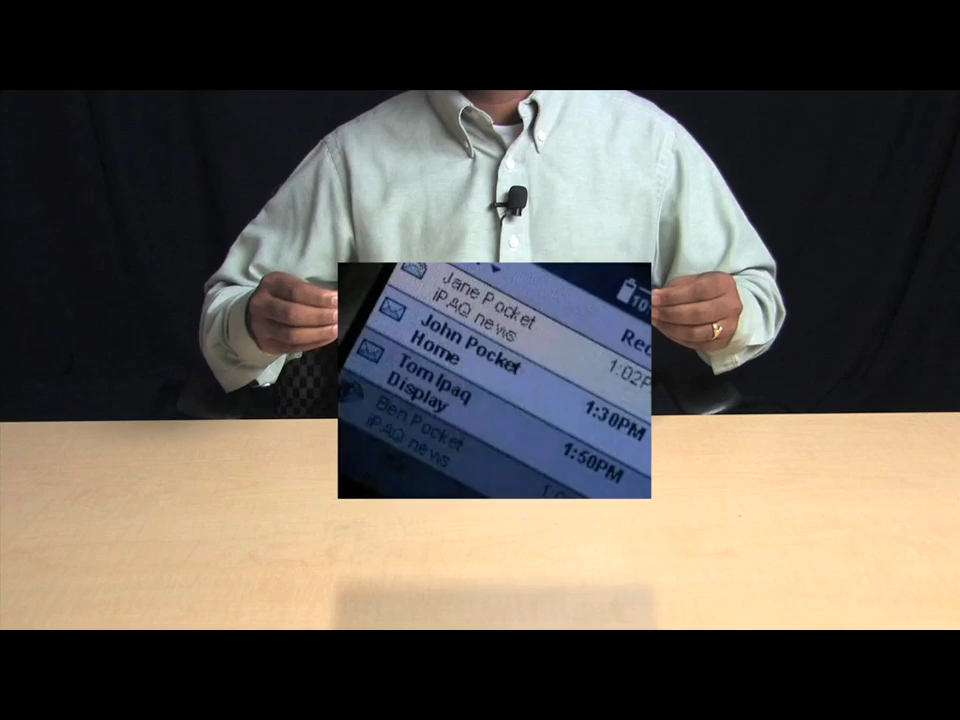 Jane Pocket
iPAQ news
1:02P
John Pocket
Home
1:30PM
Tom Ipaq
Display
1:50PM
Ben Pocket
iPAQ news